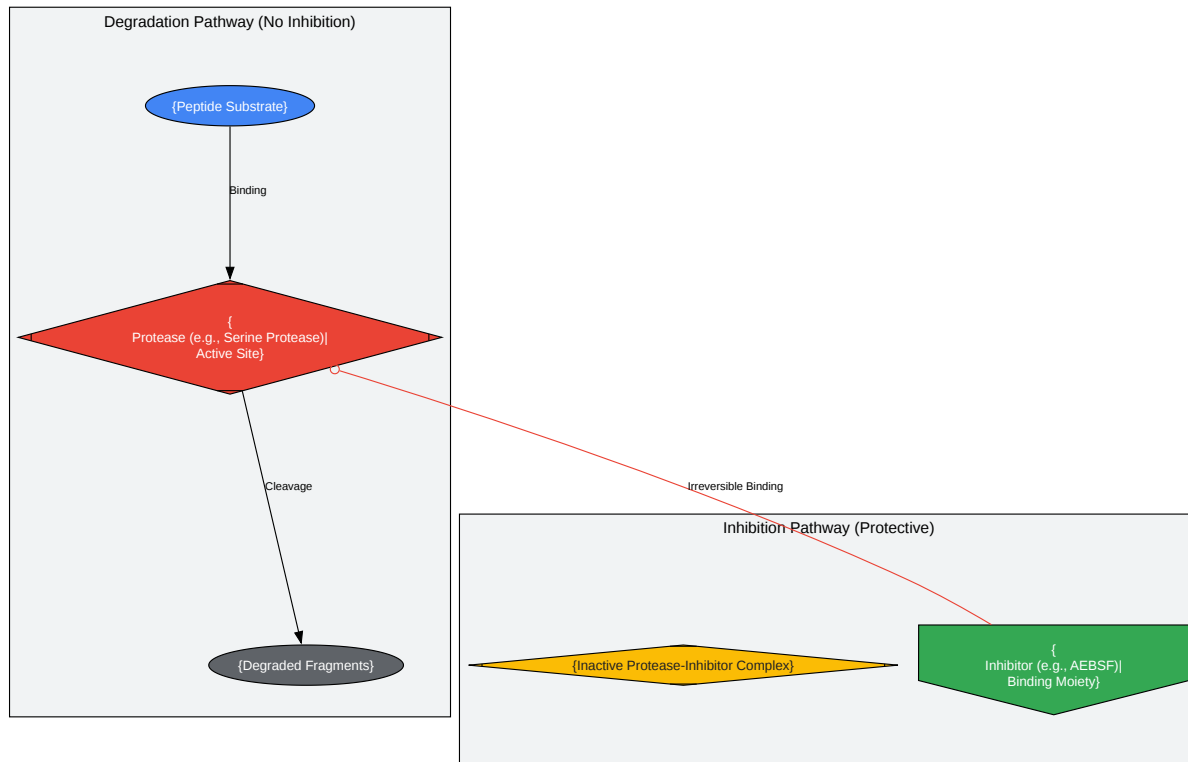 Degradation Pathway (No Inhibition)
{Peptide Substrate}
Binding
{
Protease (e.g., Serine Protease)|
Active Site}
Cleavage
Irreversible Binding
Inhibition Pathway (Protective)
{Degraded Fragments}
{Inactive Protease-Inhibitor Complex}
{
Inhibitor (e.g., AEBSF)|
Binding Moiety}